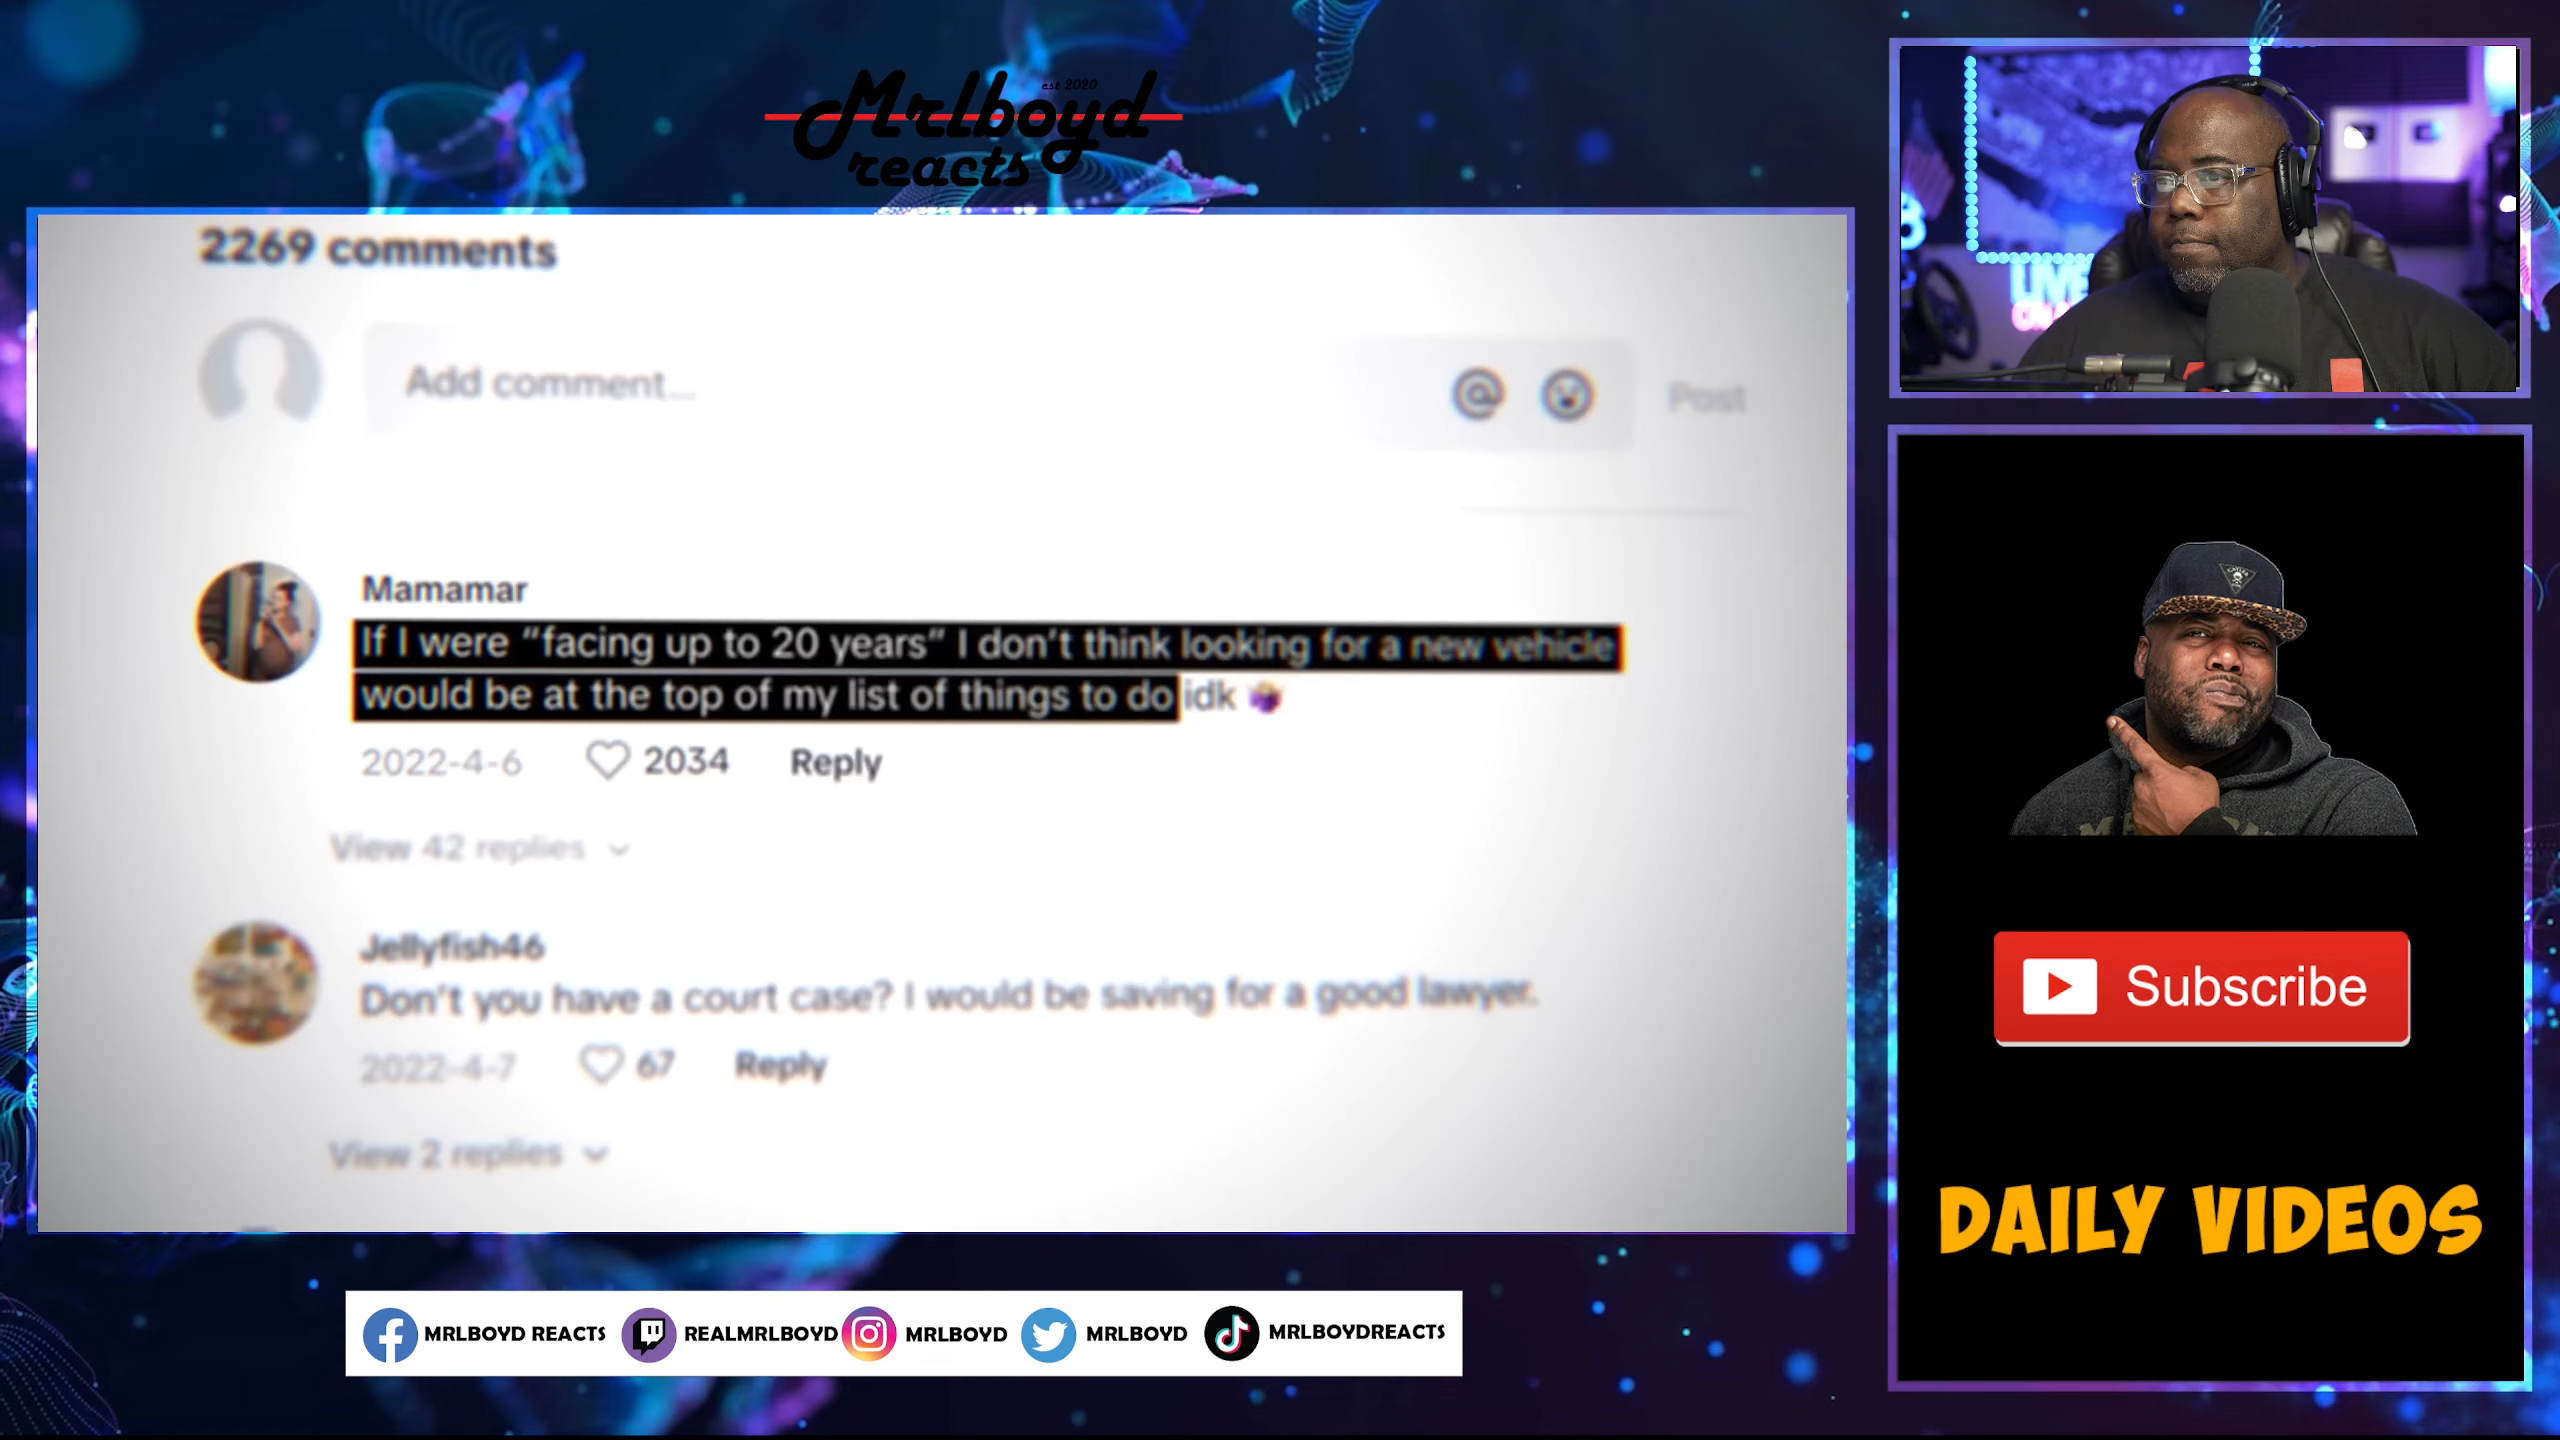 Mrlboyd
est 2020
reacts
2269 comments
Add comment...
Post
Mamamar
If I were “facing up to 20 years” I don’t think looking for a new vehicle
would be at the top of my list of things to do idk
2022-4-6 2034 Reply
View 42 replies
Jellyfish46
Don’t you have a court case? I would be saving for a good lawyer.
2022-4-7 67 Reply
View 2 replies
LIVE
Subscribe
DAILY VIDEOS
MRLBOYD REACTS REALMRLBOYD MRLBOYD MRLBOYD MRLBOYDREACTS